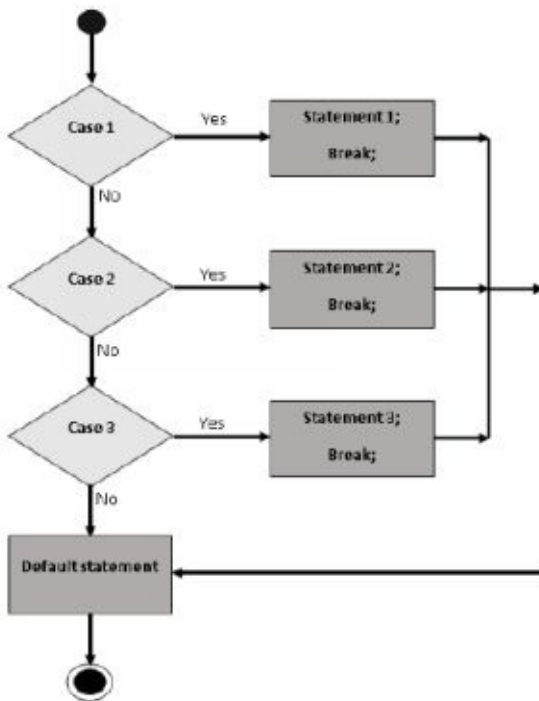 Case 1
Yes
Statement 1;
Break;
No
Case 2
Yes
Statement 2;
Break;
No
Case 3
Yes
Statement 3;
Break;
No
Default statement